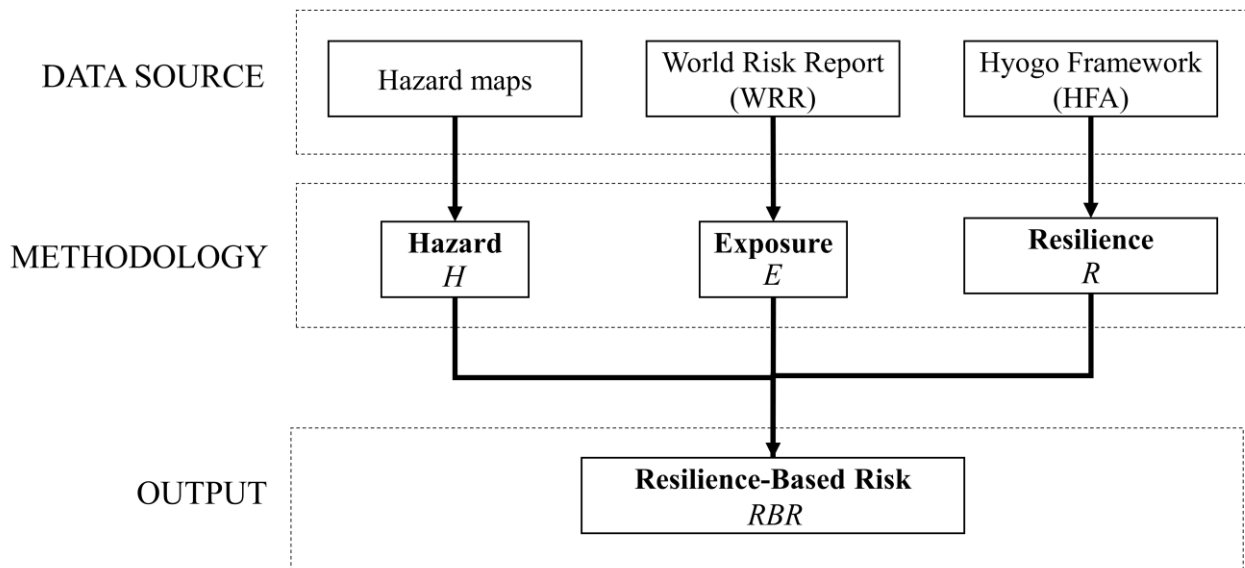 DATA SOURCE
Hazard maps
World Risk Report
(WRR)
Hyogo Framework
(HFA)
METHODOLOGY
Hazard
H
Exposure
E
Resilience
R
OUTPUT
Resilience-Based Risk
RBR